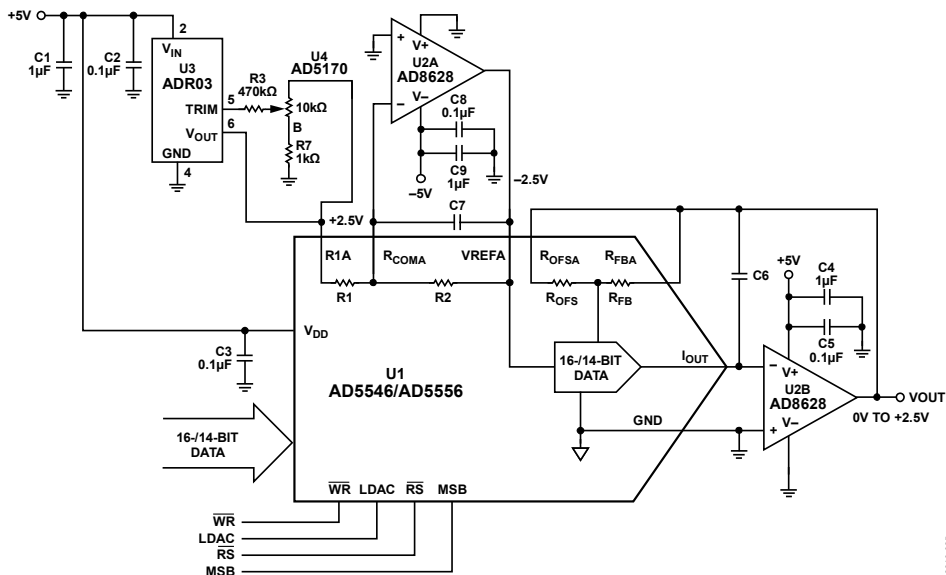 +5V
C1
1µF
C2
0.1µF
2
VIN
U3
ADR03
TRIM
5
VOUT
6
GND
4
R3
470kΩ
U4
AD5170
10kΩ
B
R7
1kΩ
+2.5V
+
V+
U2A
AD8628
–
V–
C8
0.1µF
C9
1µF
–5V
–2.5V
C7
R1A
RCOMA
VREFA
ROFSA
RFBA
R1
R2
ROFS
RFB
C6
+5V
C4
1µF
C5
0.1µF
VDD
C3
0.1µF
U1
AD5546/AD5556
16-/14-BIT
DATA
IOUT
–
V+
U2B
AD8628
+
V–
VOUT
0V TO +2.5V
GND
16-/14-BIT
DATA
WR
LDAC
RS
MSB
WR
LDAC
RS
MSB